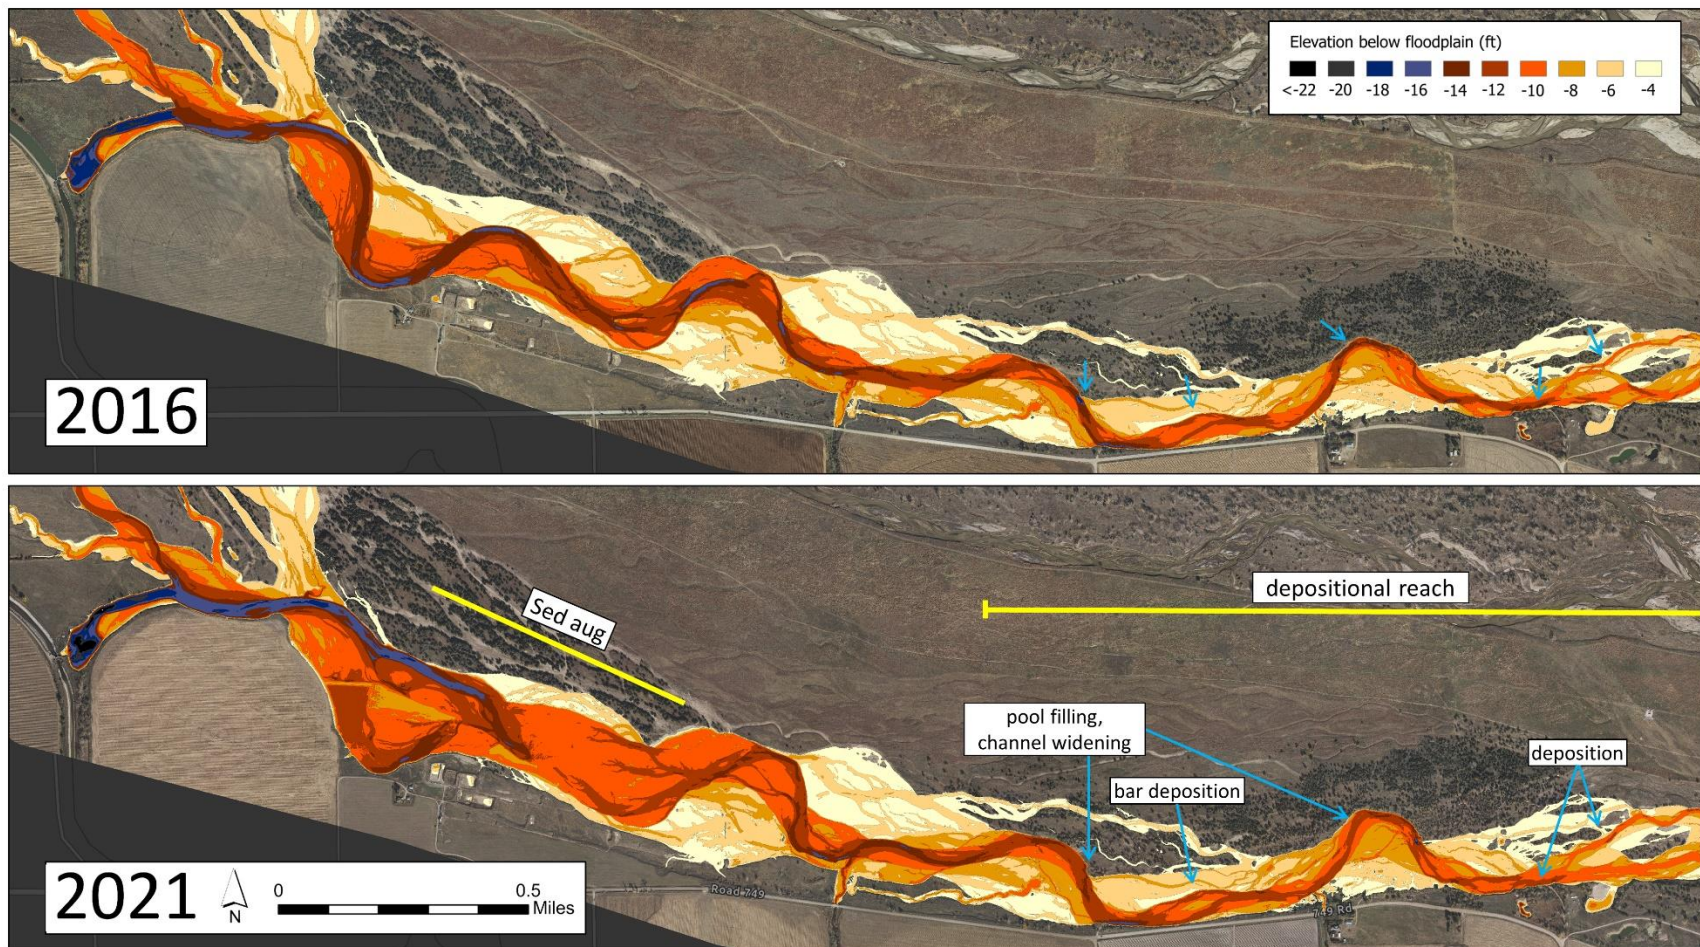 Elevation below floodplain (ft)
<-22 -20 -18 -16 -14 -12 -10 -8 -6 -4
2016
Sed aug
depositional reach
pool filling,
channel widening
bar deposition
deposition
2021
N
0 0.5
Miles
Road 749
749 Rd